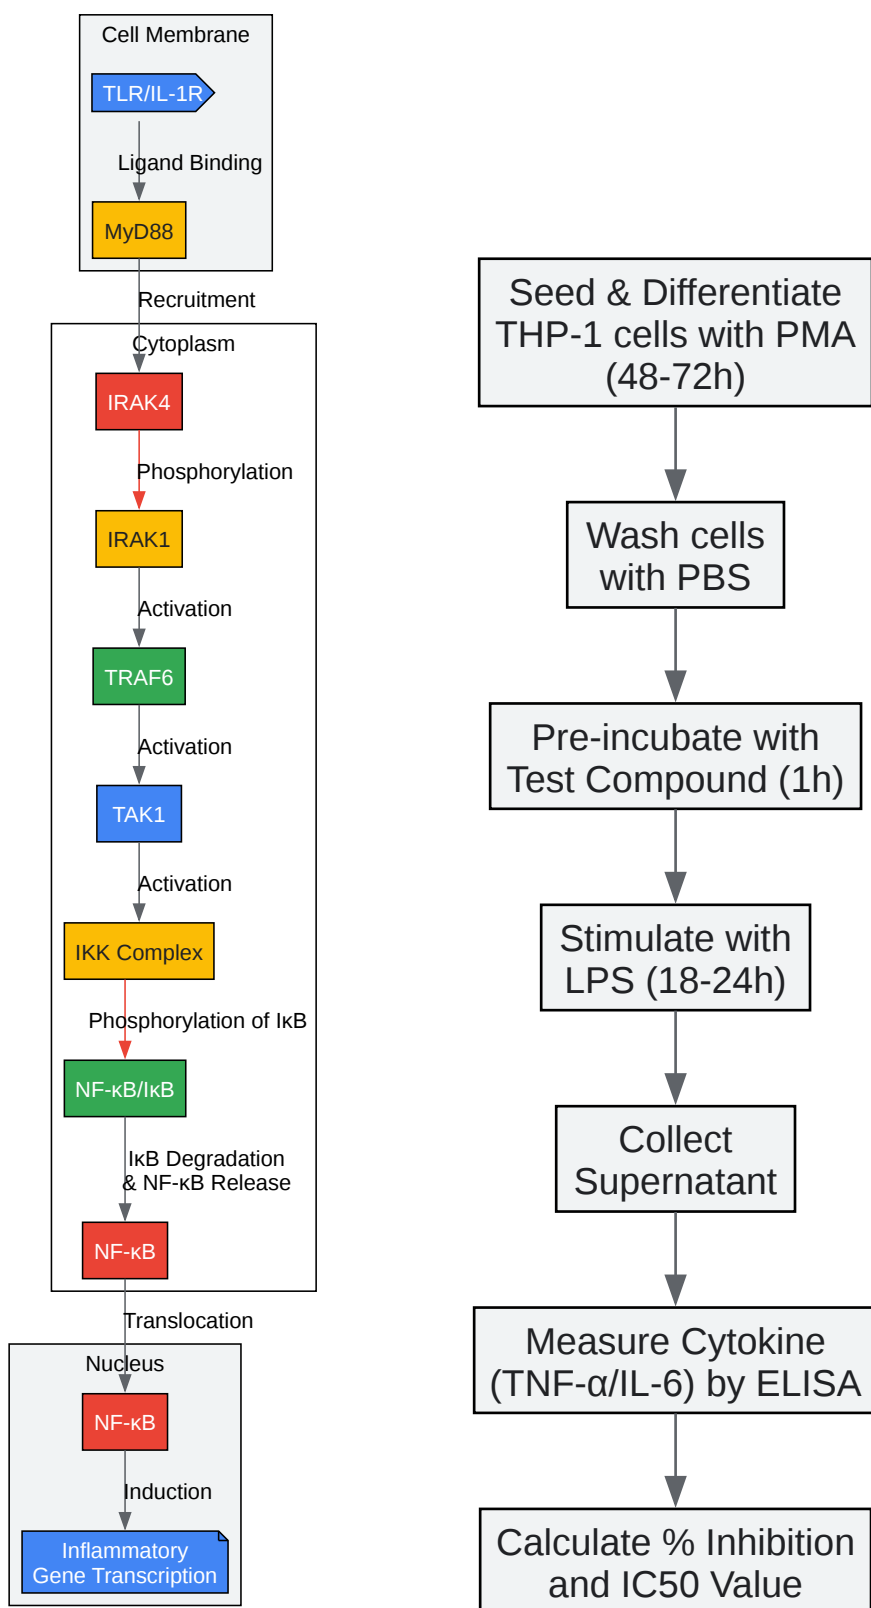 Cell Membrane
TLR/IL-1R
Ligand Binding
MyD88
Recruitment
Cytoplasm
IRAK4
Phosphorylation
IRAK1
Activation
TRAF6
Activation
TAK1
Activation
IKK Complex
Phosphorylation of IκB
NF-κB/IκB
IκB Degradation
& NF-κB Release
NF-κB
Translocation
Nucleus
NF-κB
Induction
Inflammatory
Gene Transcription
Seed & Differentiate
THP-1 cells with PMA
(48-72h)
Wash cells
with PBS
Pre-incubate with
Test Compound (1h)
Stimulate with
LPS (18-24h)
Collect
Supernatant
Measure Cytokine
(TNF-α/IL-6) by ELISA
Calculate % Inhibition
and IC50 Value